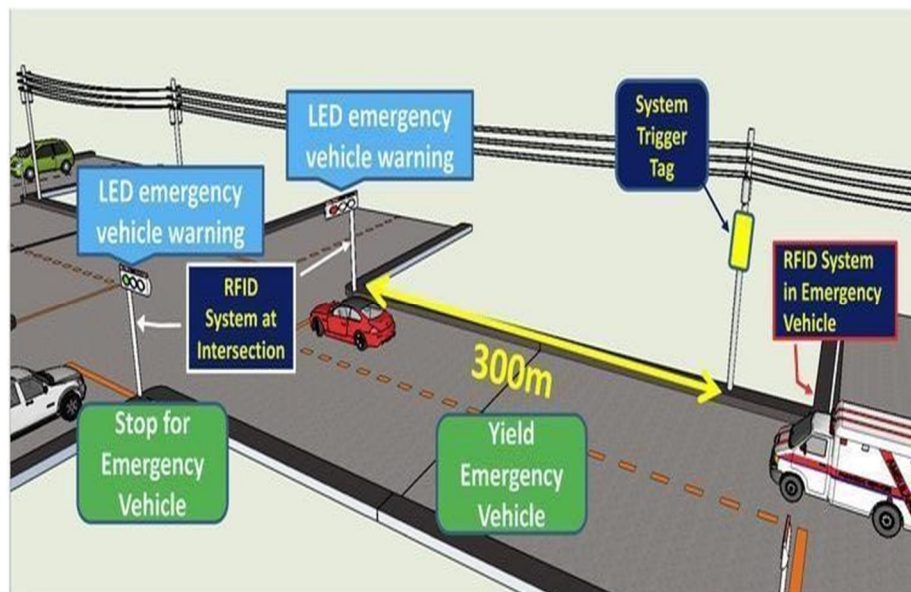 LED emergency
vehicle warning
System
Trigger
Tag
LED emergency
vehicle warning
RFID
System at
Intersection
RFID System
in Emergency
Vehicle
300m
Stop for
Emergency
Vehicle
Yield
Emergency
Vehicle